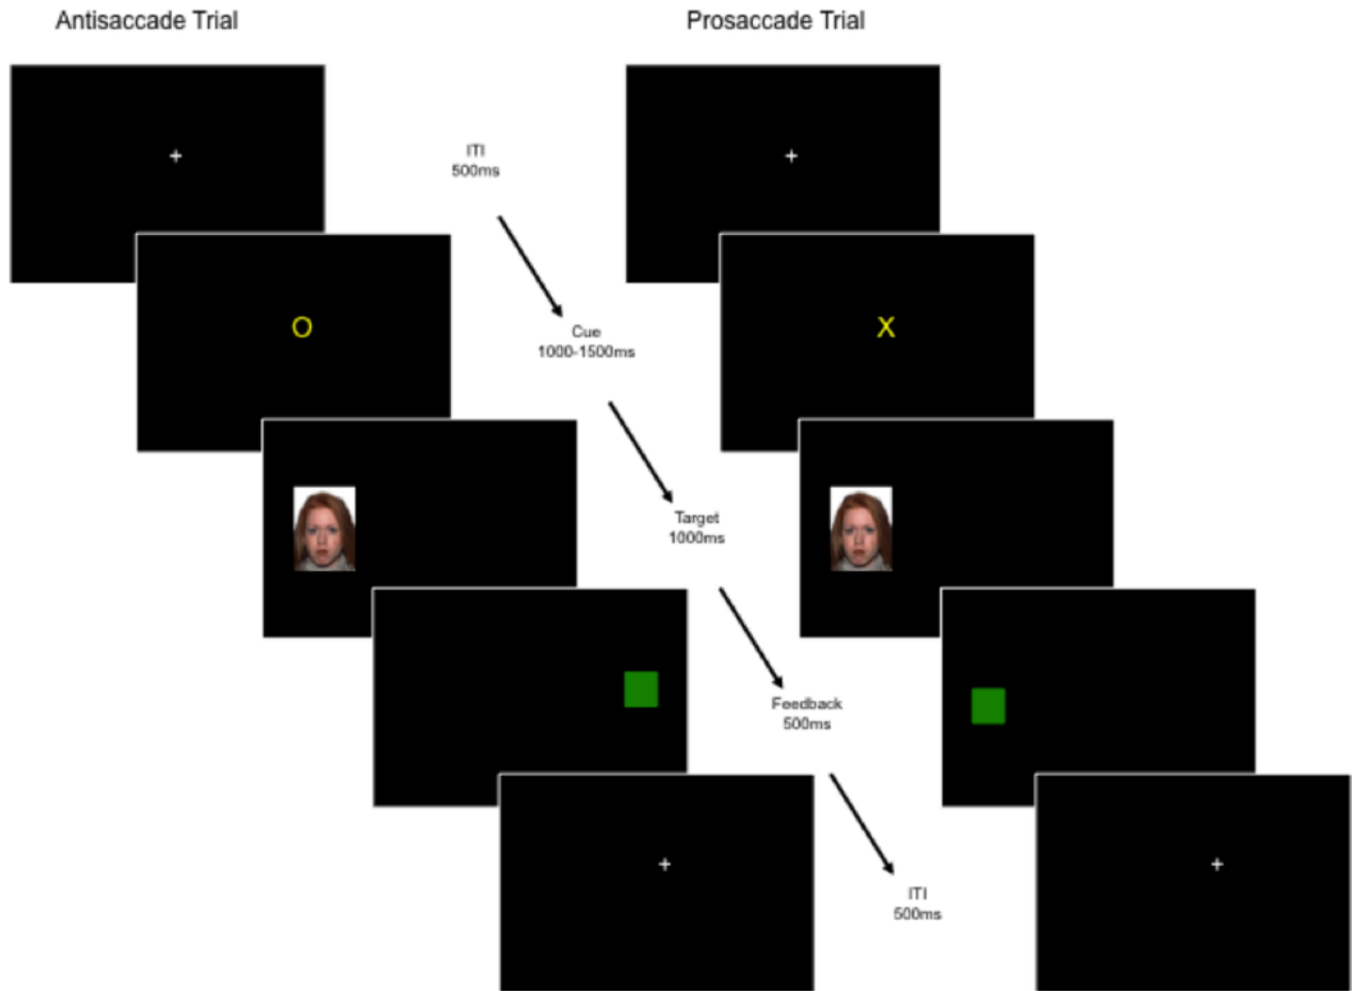 Antisaccade Trial
Prosaccade Trial
ITI
500ms
O
X
Cue
1000-1500ms
Target
1000ms
Feedback
500ms
ITI
500ms